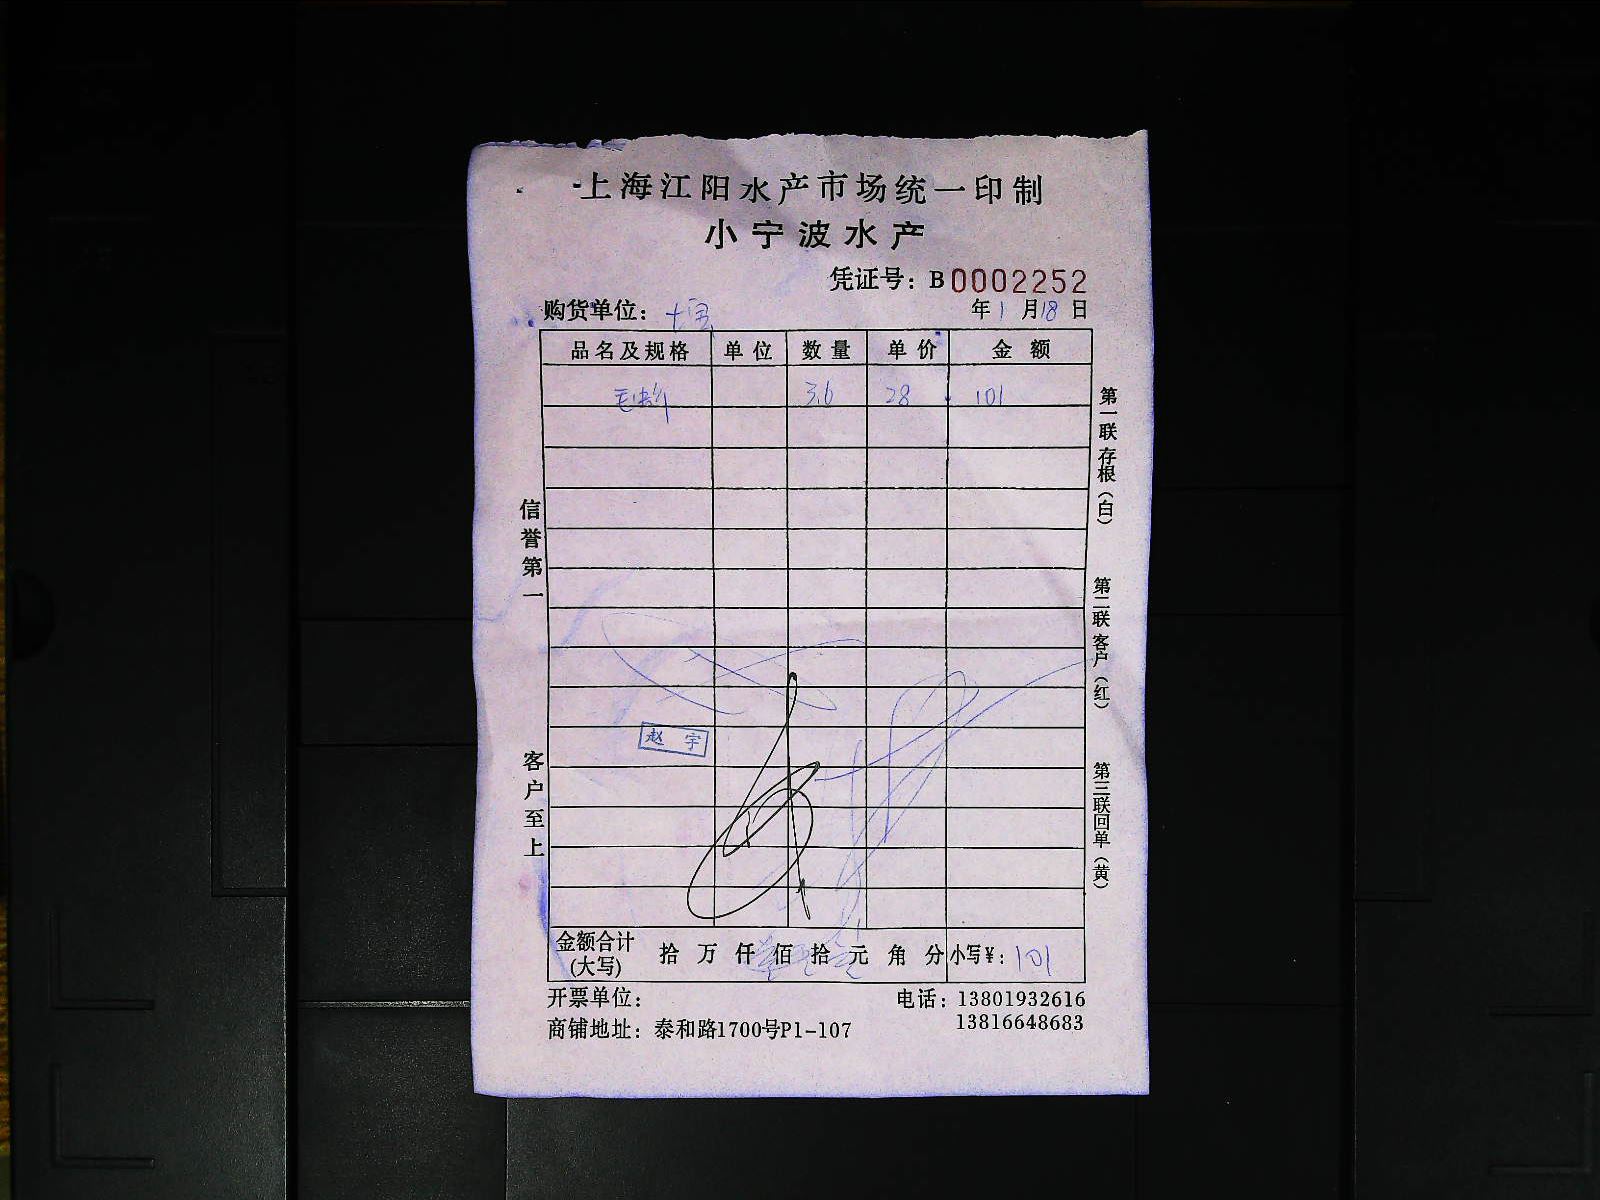 上海江阳水产市场统一印制
小宁波水产
凭证号：B0002252
购货单位：
年1月18日
品名及规格 单位 数量 单价 金额
3.6 28 101
信誉第一
客户至上
第一联存根（白）
第二联客户（红）
第三联回单（黄）
赵宇
金额合计（大写） 拾 万 仟 佰 拾 元 角 分 小写¥：101
开票单位：
电话：13801932616
13816648683
商铺地址：泰和路1700号P1-107